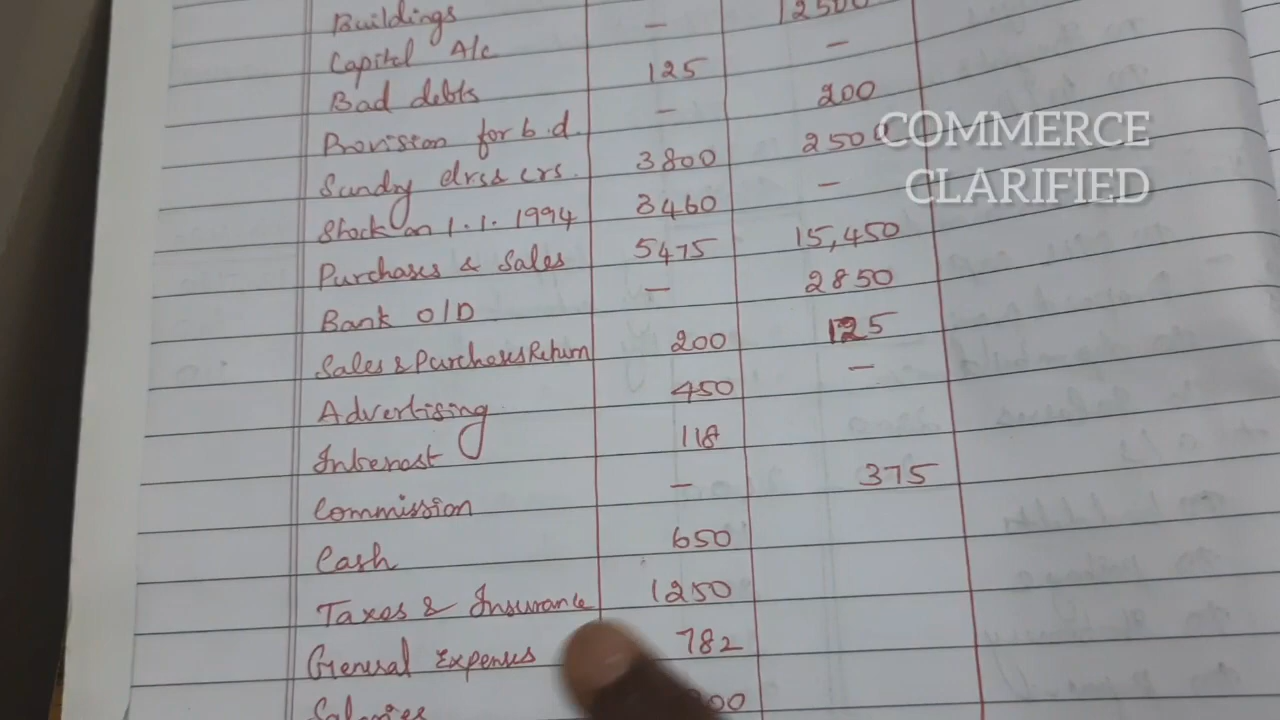 Buildings
Capital A/c — 12500
Bad debts 125 —
Provision for b.d. — 200
Sundry drs & crs. 3800 2500
Stock on 1.1.1994 3460 —
Purchases & Sales 5475 15,450
Bank O/D — 2850
Sales & Purchases Return 200 125
Advertising 450 —
Interest 118
Commission — 375
Cash 650
Taxes & Insurance 1250
General Expenses 782
Salaries
COMMERCE
CLARIFIED